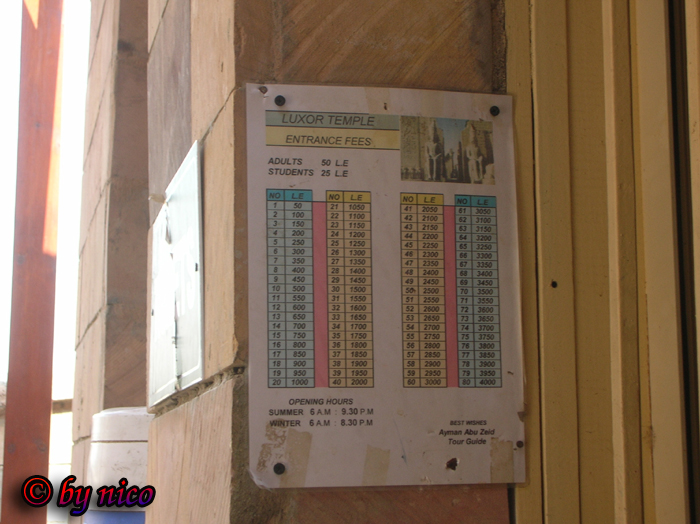 LUXOR TEMPLE
ENTRANCE FEES
ADULTS 50 L.E
STUDENTS 25 L.E
NO L.E NO L.E NO L.E NO L.E
1 50 21 1050 41 2050 61 3050
2 100 22 1100 42 2100 62 3100
3 150 23 1150 43 2150 63 3150
4 200 24 1200 44 2200 64 3200
5 250 25 1250 45 2250 65 3250
6 300 26 1300 46 2300 66 3300
7 350 27 1350 47 2350 67 3350
8 400 28 1400 48 2400 68 3400
9 450 29 1450 49 2450 69 3450
10 500 30 1500 50 2500 70 3500
11 550 31 1550 51 2550 71 3550
12 600 32 1600 52 2600 72 3600
13 650 33 1650 53 2650 73 3650
14 700 34 1700 54 2700 74 3700
15 750 35 1750 55 2750 75 3750
16 800 36 1800 56 2800 76 3800
17 850 37 1850 57 2850 77 3850
18 900 38 1900 58 2900 78 3900
19 950 39 1950 59 2950 79 3950
20 1000 40 2000 60 3000 80 4000
OPENING HOURS
SUMMER 6 A.M : 9.30 P.M
WINTER 6 A.M : 8.30 P.M
BEST WISHES
Ayman Abu Zeid
Tour Guide
© by nico